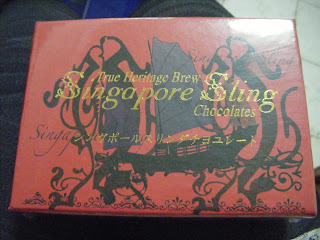 True Heritage Brew
Singapore Sling
Chocolates
シンガポールスリングチョコレート